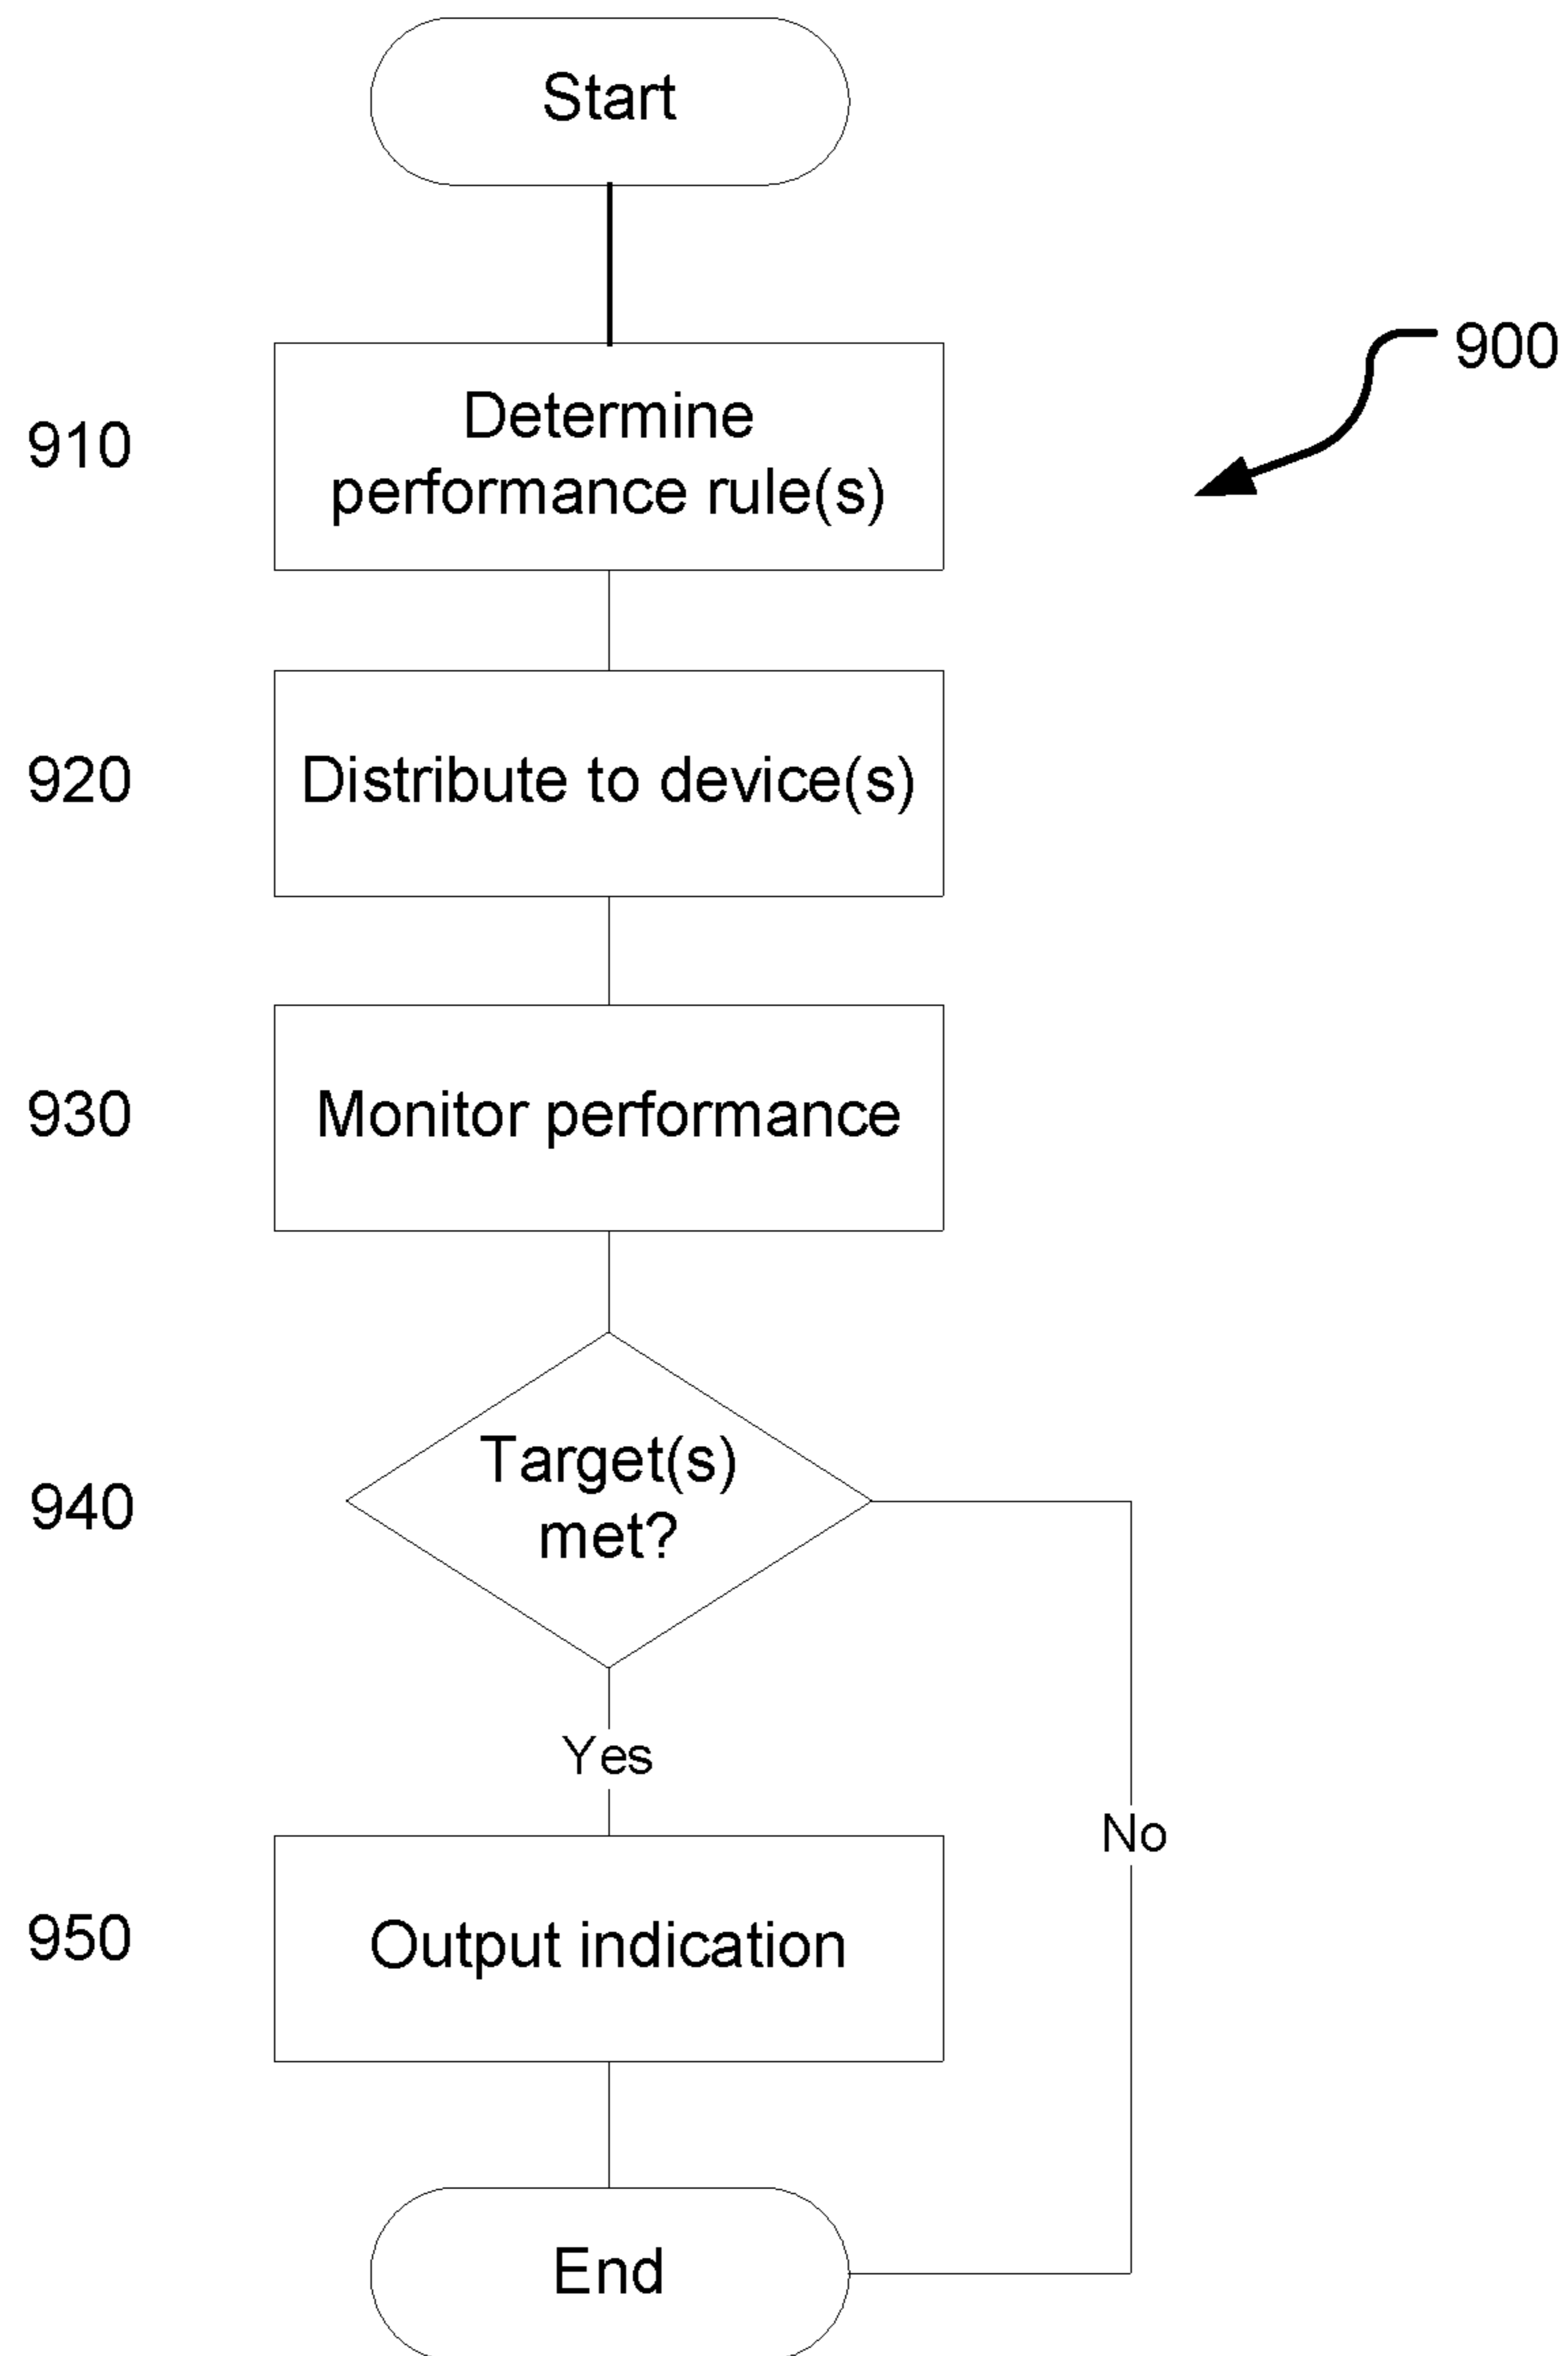 Start
900
910
Determine
performance rule(s)
920
Distribute to device(s)
930
Monitor performance
940
Target(s)
met?
Yes
No
950
Output indication
End